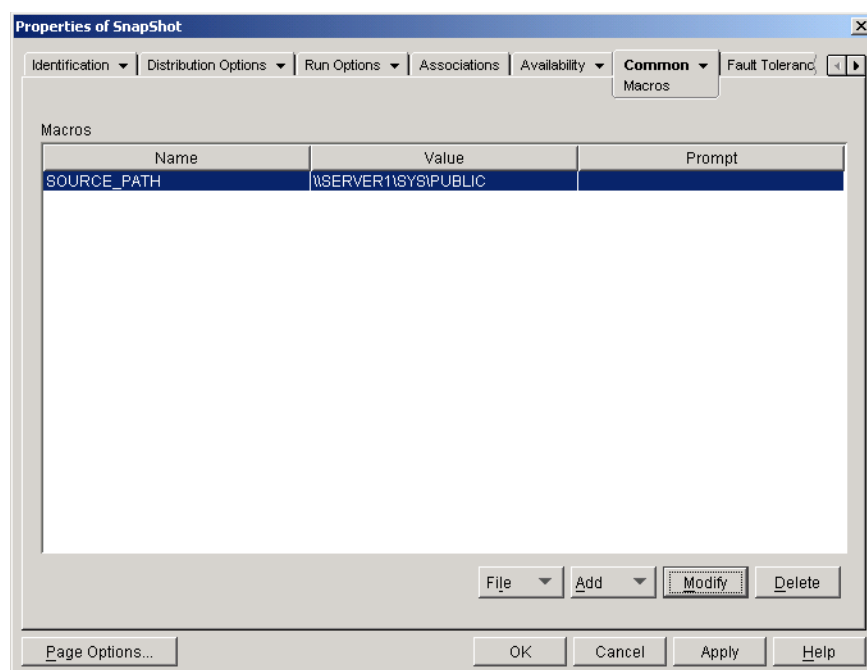 Properties of SnapShot
Identification Distribution Options Run Options Associations Availability Common Fault Toleranc
Macros
Macros
Name Value Prompt
SOURCE_PATH \\SERVER1\SYS\PUBLIC
File Add Modify Delete
Page Options... OK Cancel Apply Help